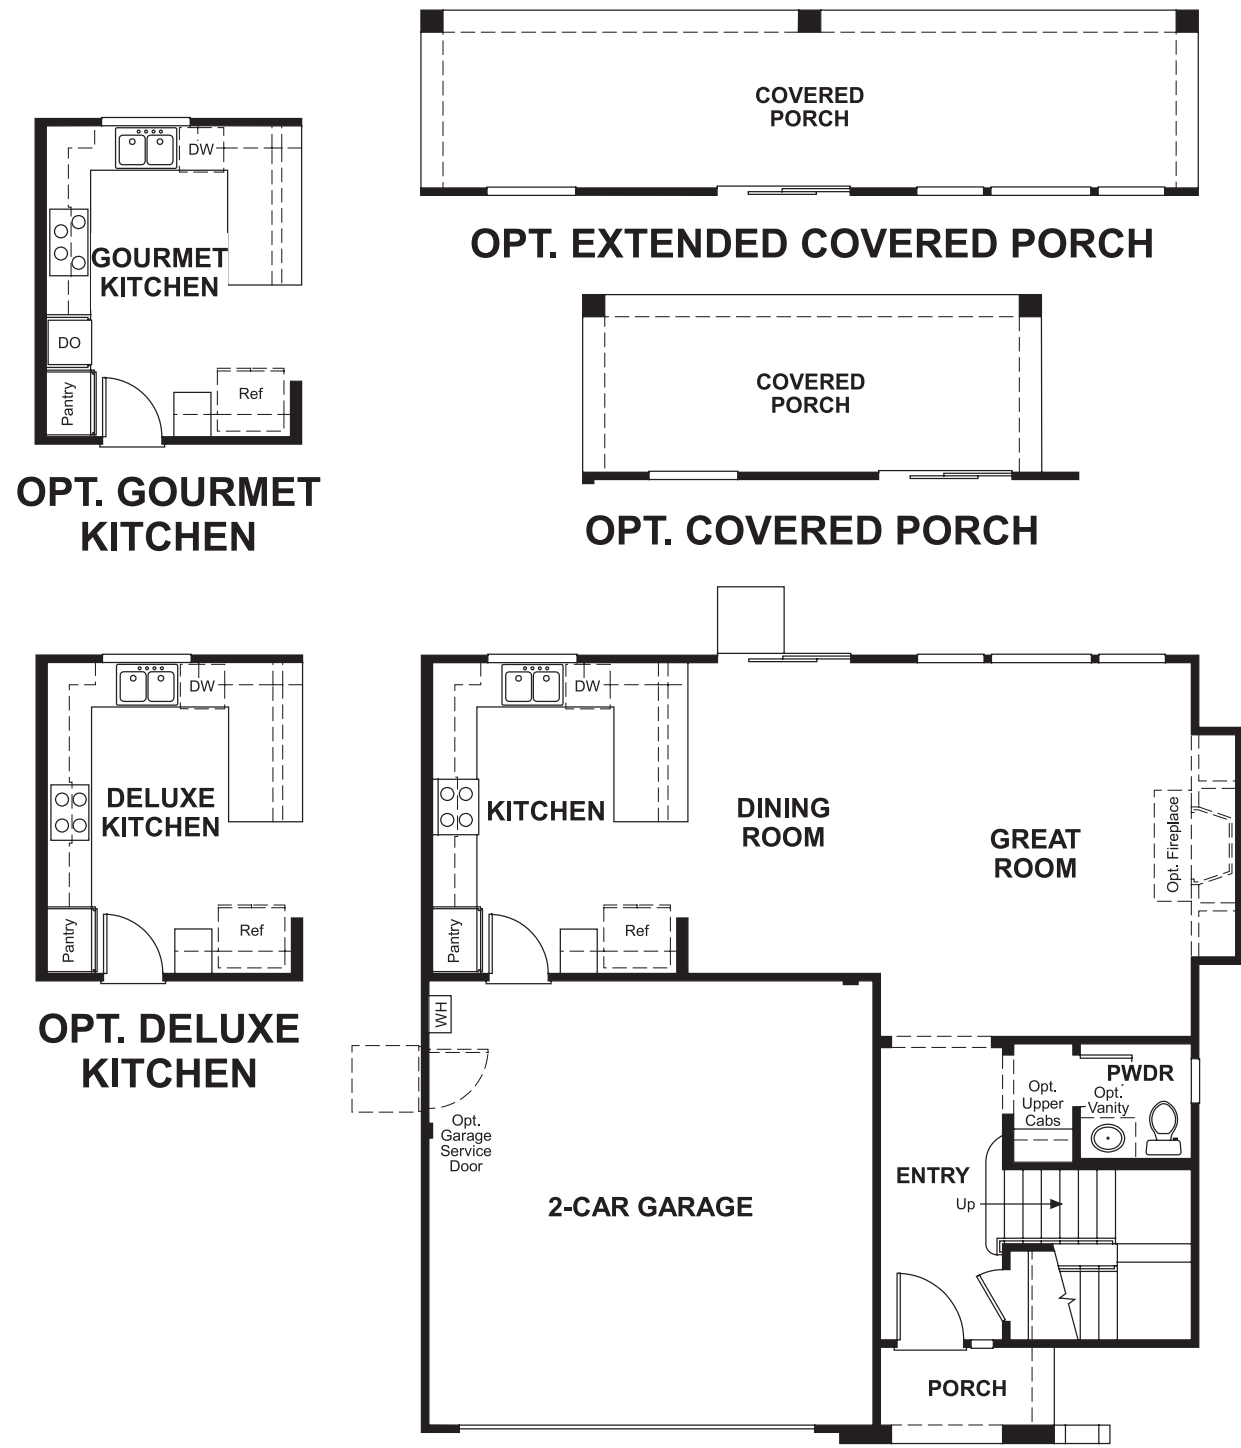 COVERED
PORCH
OPT. EXTENDED COVERED PORCH
DW
GOURMET
KITCHEN
DO
Pantry
Ref
OPT. GOURMET
KITCHEN
COVERED
PORCH
OPT. COVERED PORCH
DW
DELUXE
KITCHEN
Pantry
Ref
OPT. DELUXE
KITCHEN
DW
KITCHEN
Pantry
Ref
DINING
ROOM
GREAT
ROOM
Opt. Fireplace
WH
Opt.
Garage
Service
Door
2-CAR GARAGE
Opt.
Upper
Cabs
PWDR
Opt.
Vanity
ENTRY
Up
PORCH